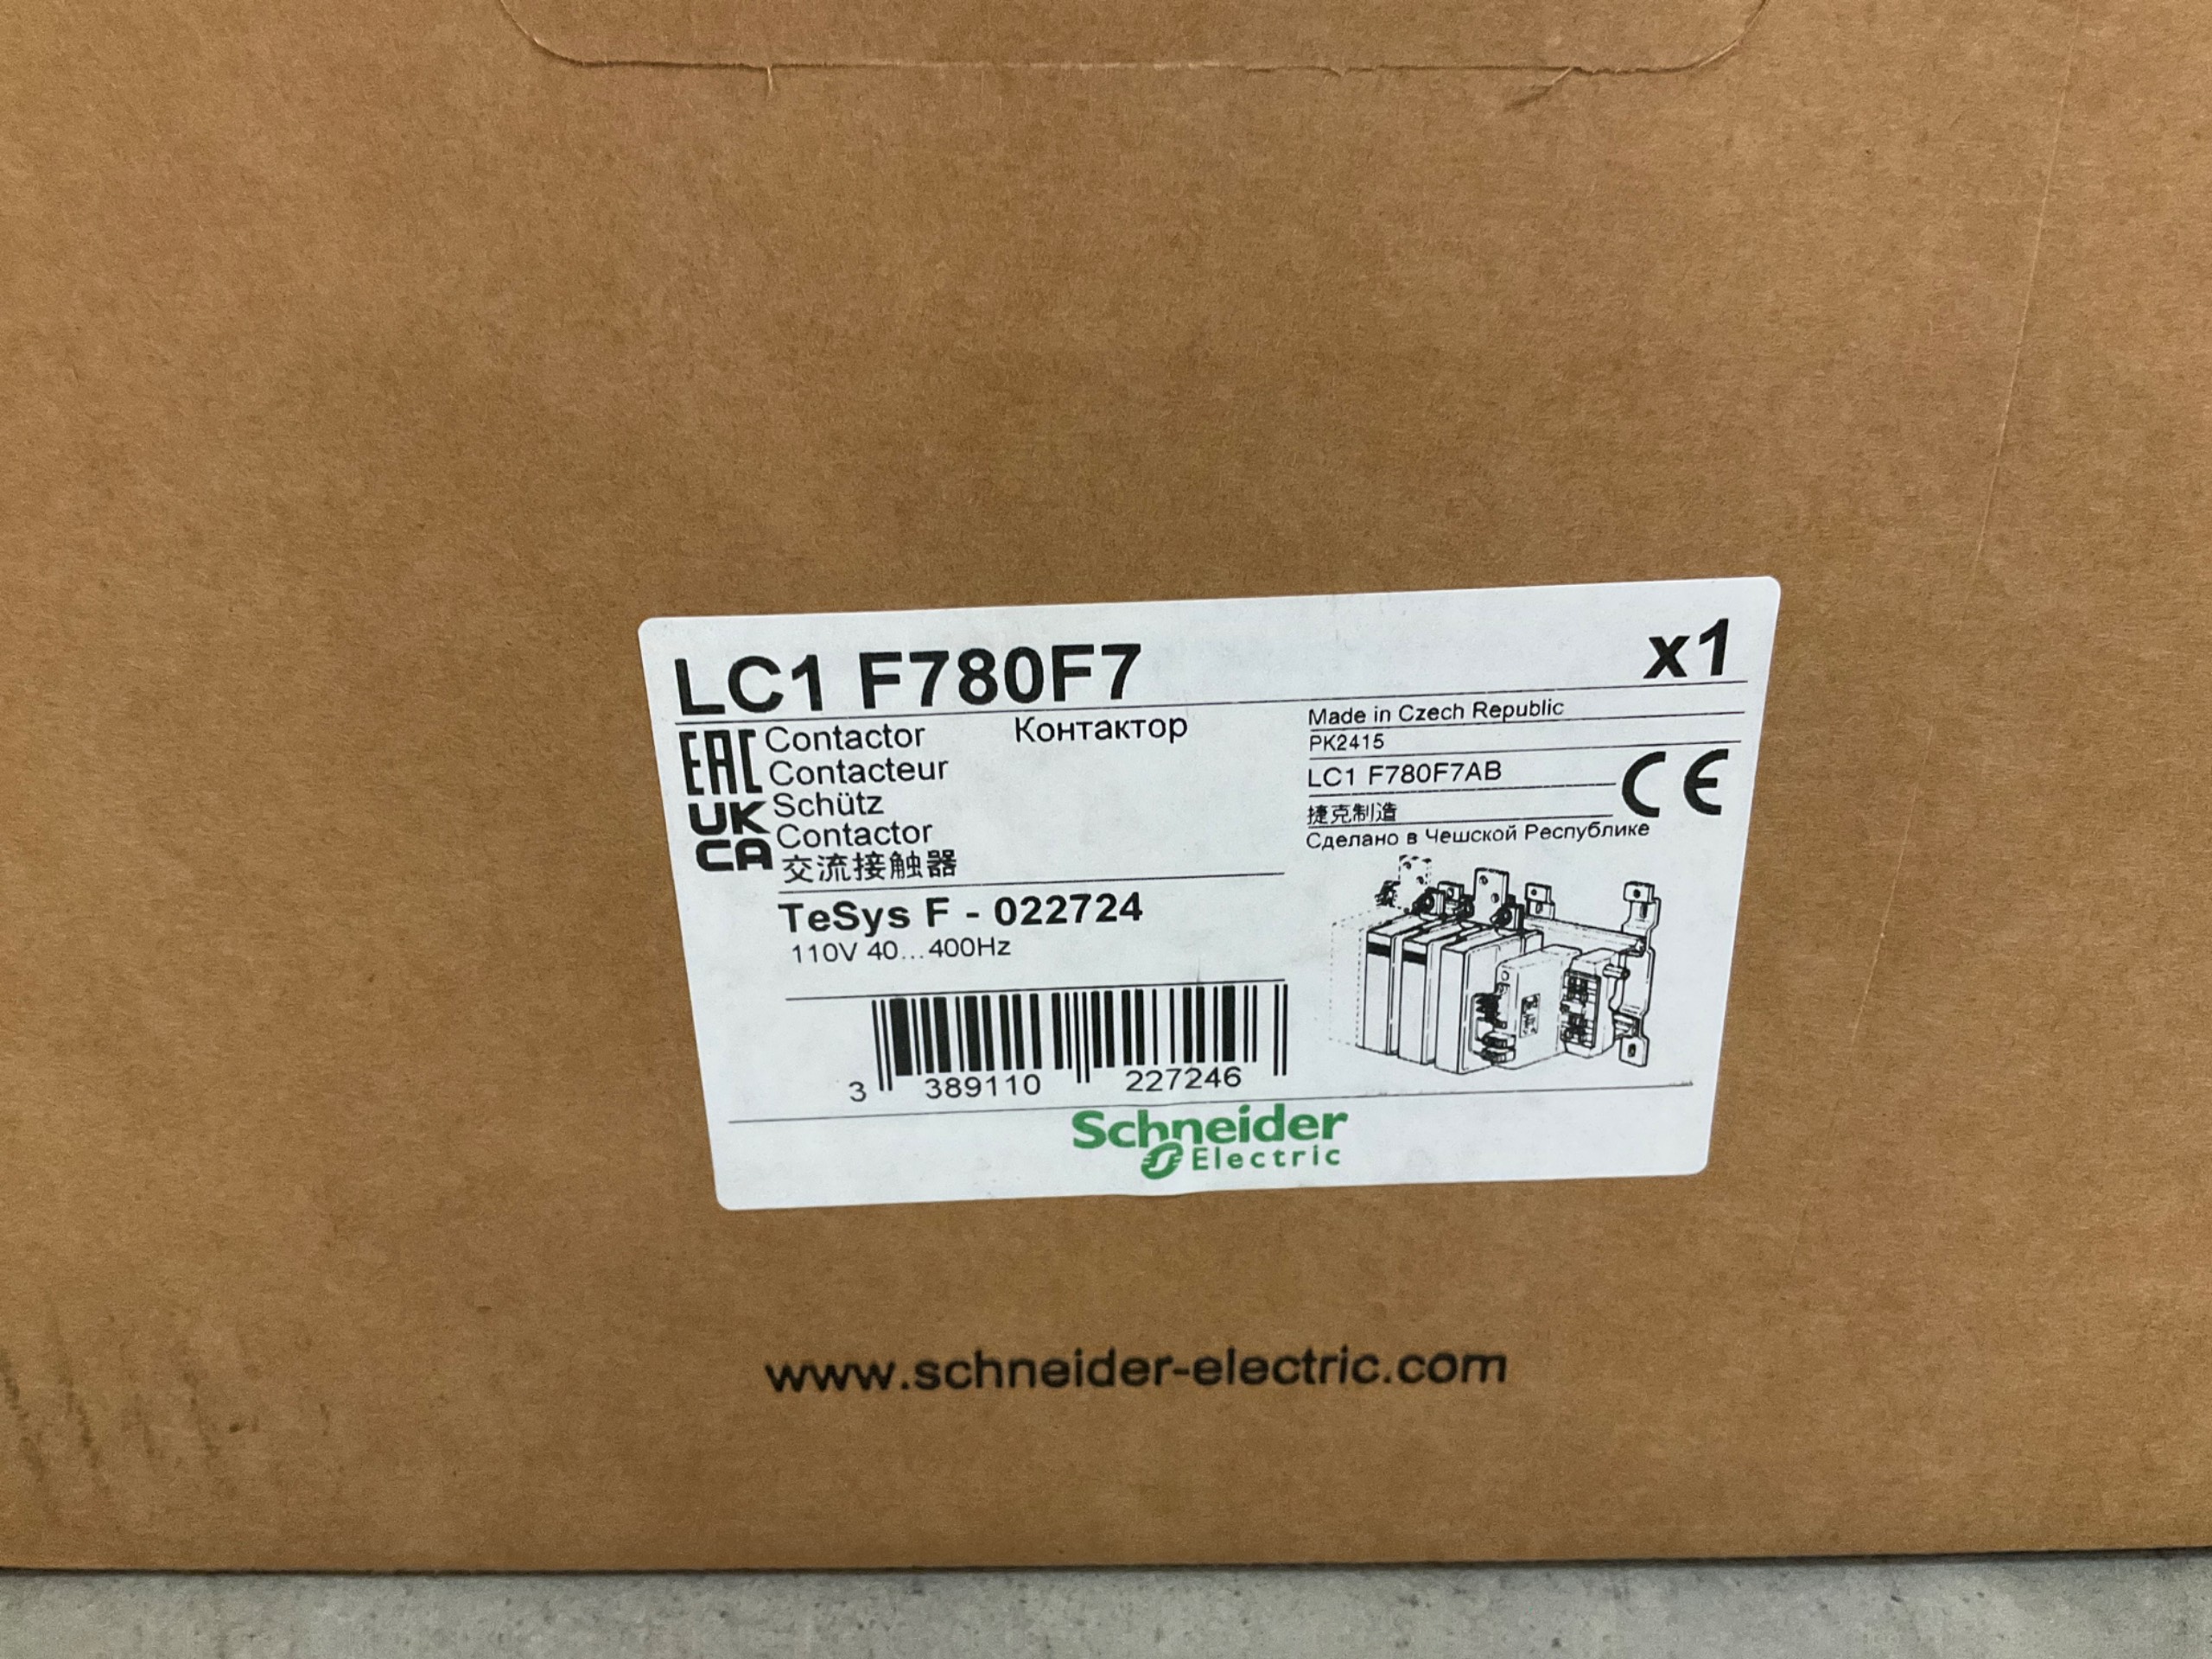 LC1 F780F7 x1
EAC Contactor Контактор
Contacteur
UK Schütz
CA Contactor
交流接触器
TeSys F - 022724
110V 40...400Hz
3 389110 227246
Made in Czech Republic
PK2415
LC1 F780F7AB
CE
捷克制造
Сделано в Чешской Республике
Schneider
Electric
www.schneider-electric.com